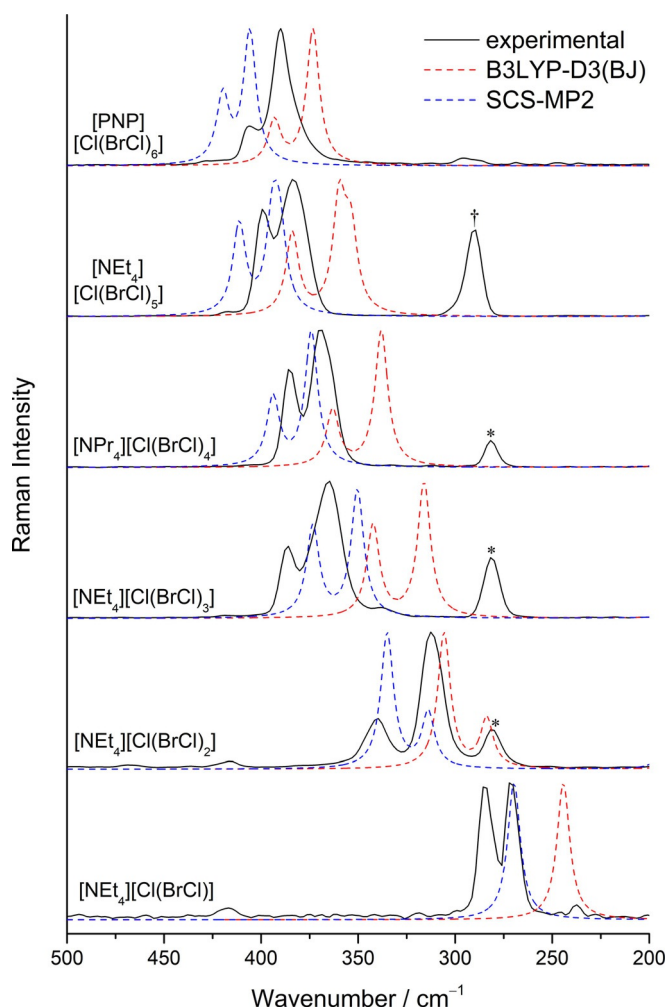 experimental
B3LYP-D3(BJ)
SCS-MP2
[PNP]
[Cl(BrCl)₆]
†
[NEt₄]
[Cl(BrCl)₅]
[NPr₄][Cl(BrCl)₄]
*
[NEt₄][Cl(BrCl)₃]
*
[NEt₄][Cl(BrCl)₂]
*
[NEt₄][Cl(BrCl)]
Raman Intensity
500 450 400 350 300 250 200
Wavenumber / cm⁻¹